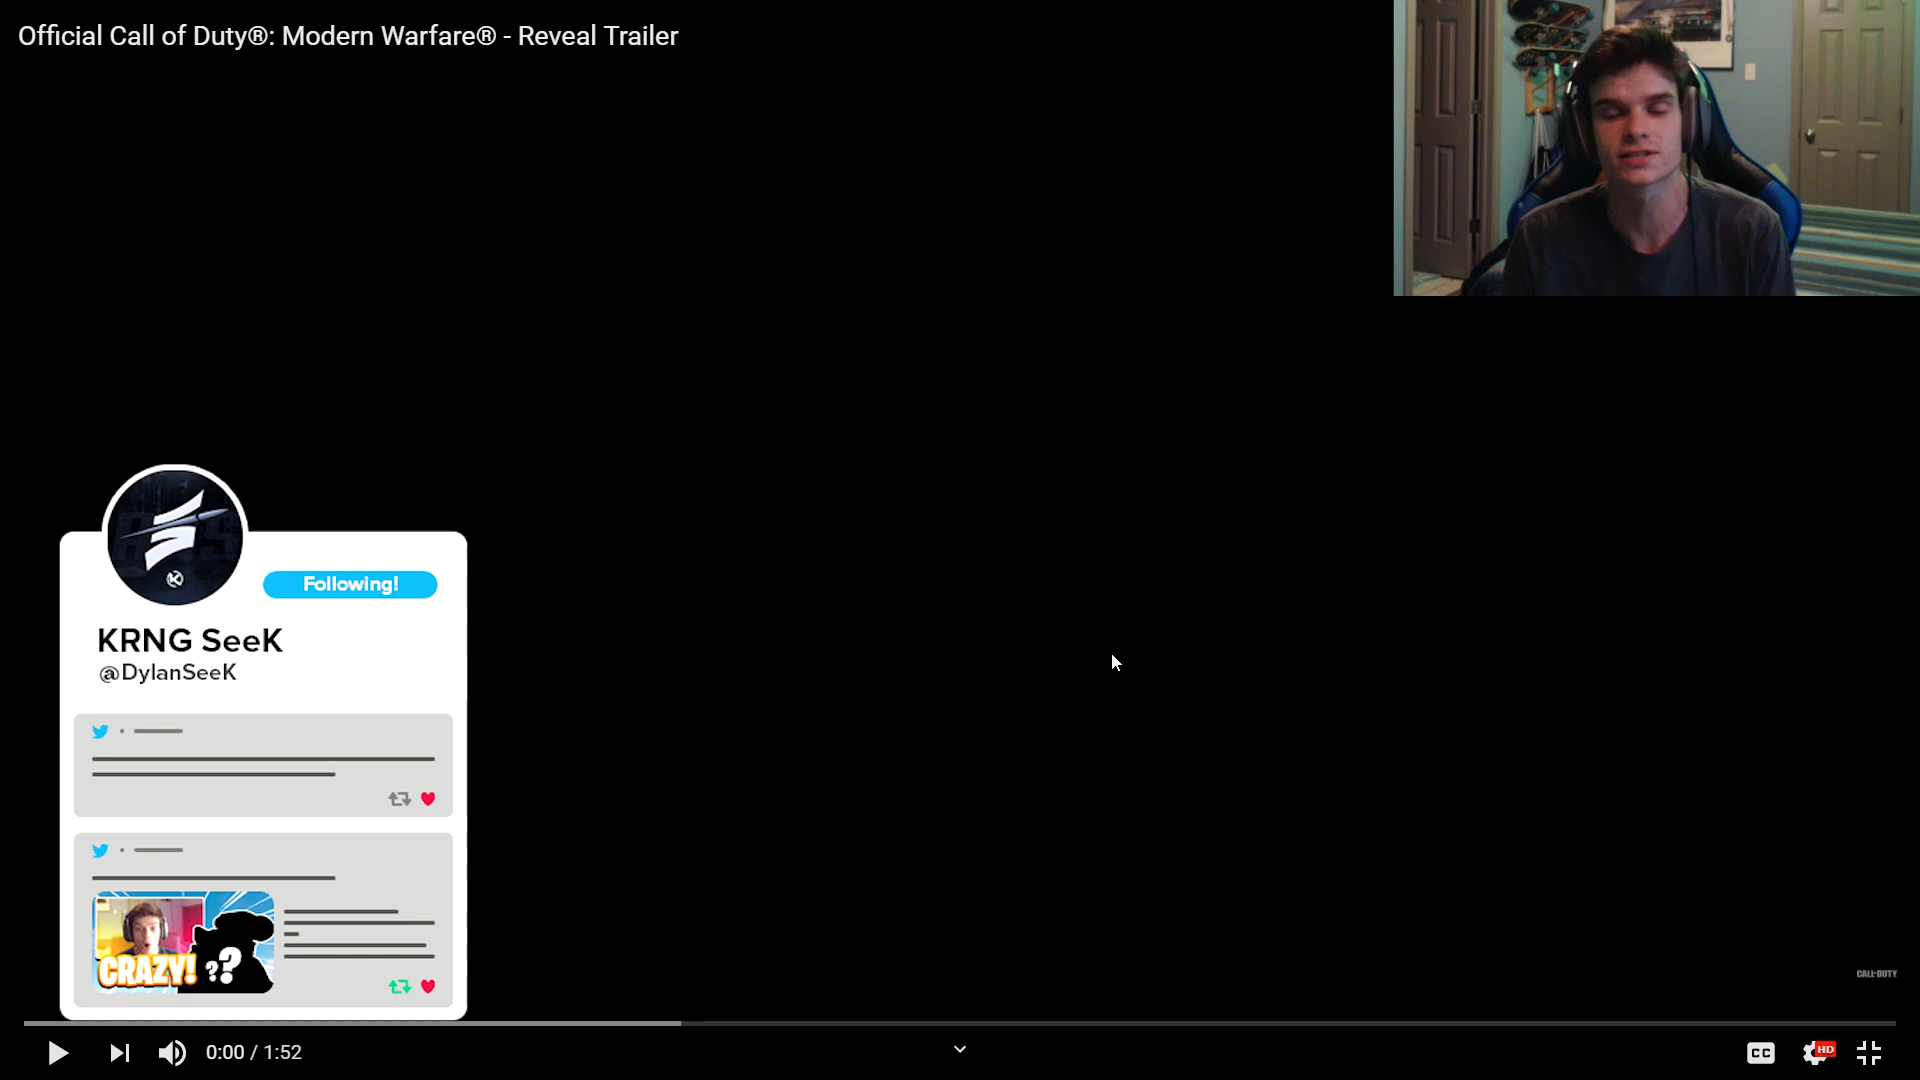 Official Call of Duty®: Modern Warfare® - Reveal Trailer
Following!
KRNG SeeK
@DylanSeeK
CRAZY! ??
CALL·DUTY
0:00 / 1:52
CC
HD